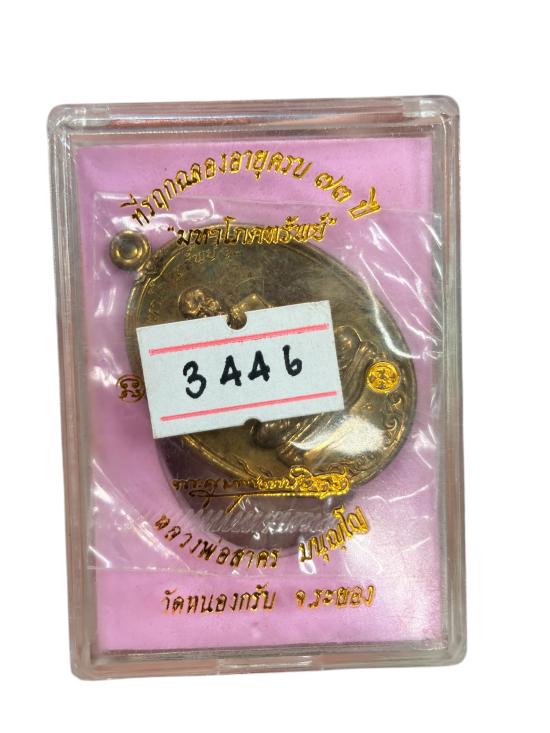 ที่รฤกฉลองอายุครบ ๗๓ ปี
"มหาโภคทรัพย์"
3446
หลวงพ่อสาคร มนุญฺโญ
วัดหนองกรับ จ.ระยอง